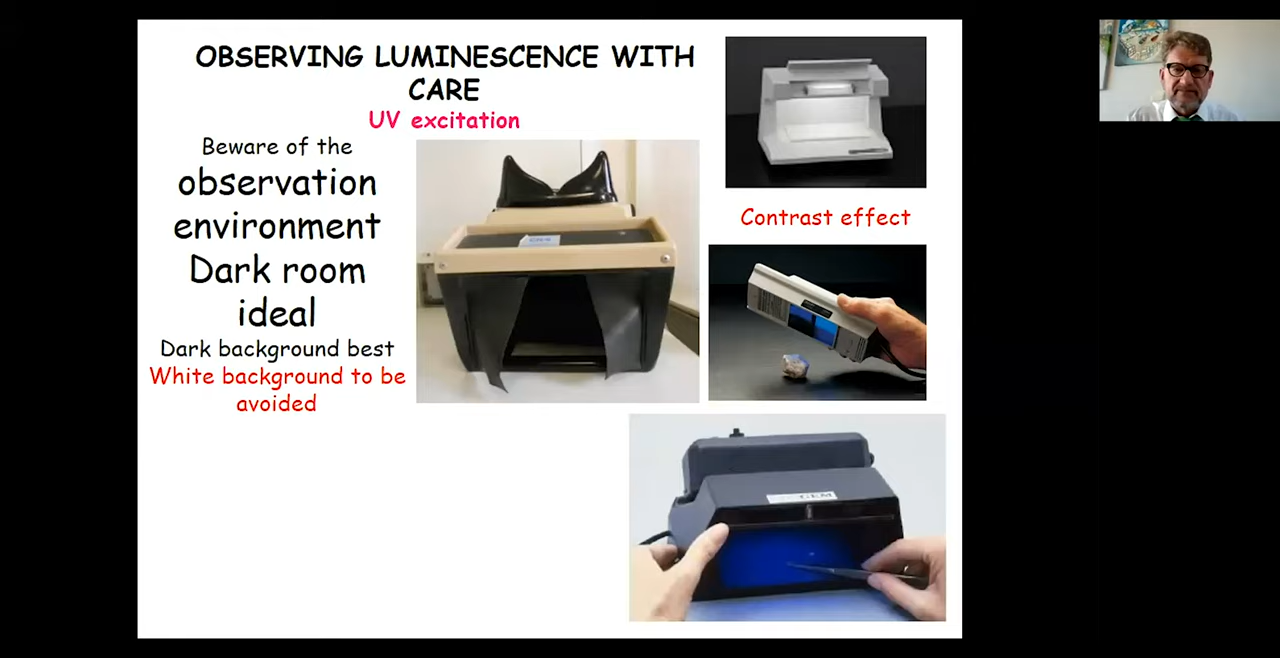 OBSERVING LUMINESCENCE WITH
CARE
UV excitation
Beware of the
observation
environment
Dark room
ideal
Dark background best
White background to be
avoided
Contrast effect
GEM